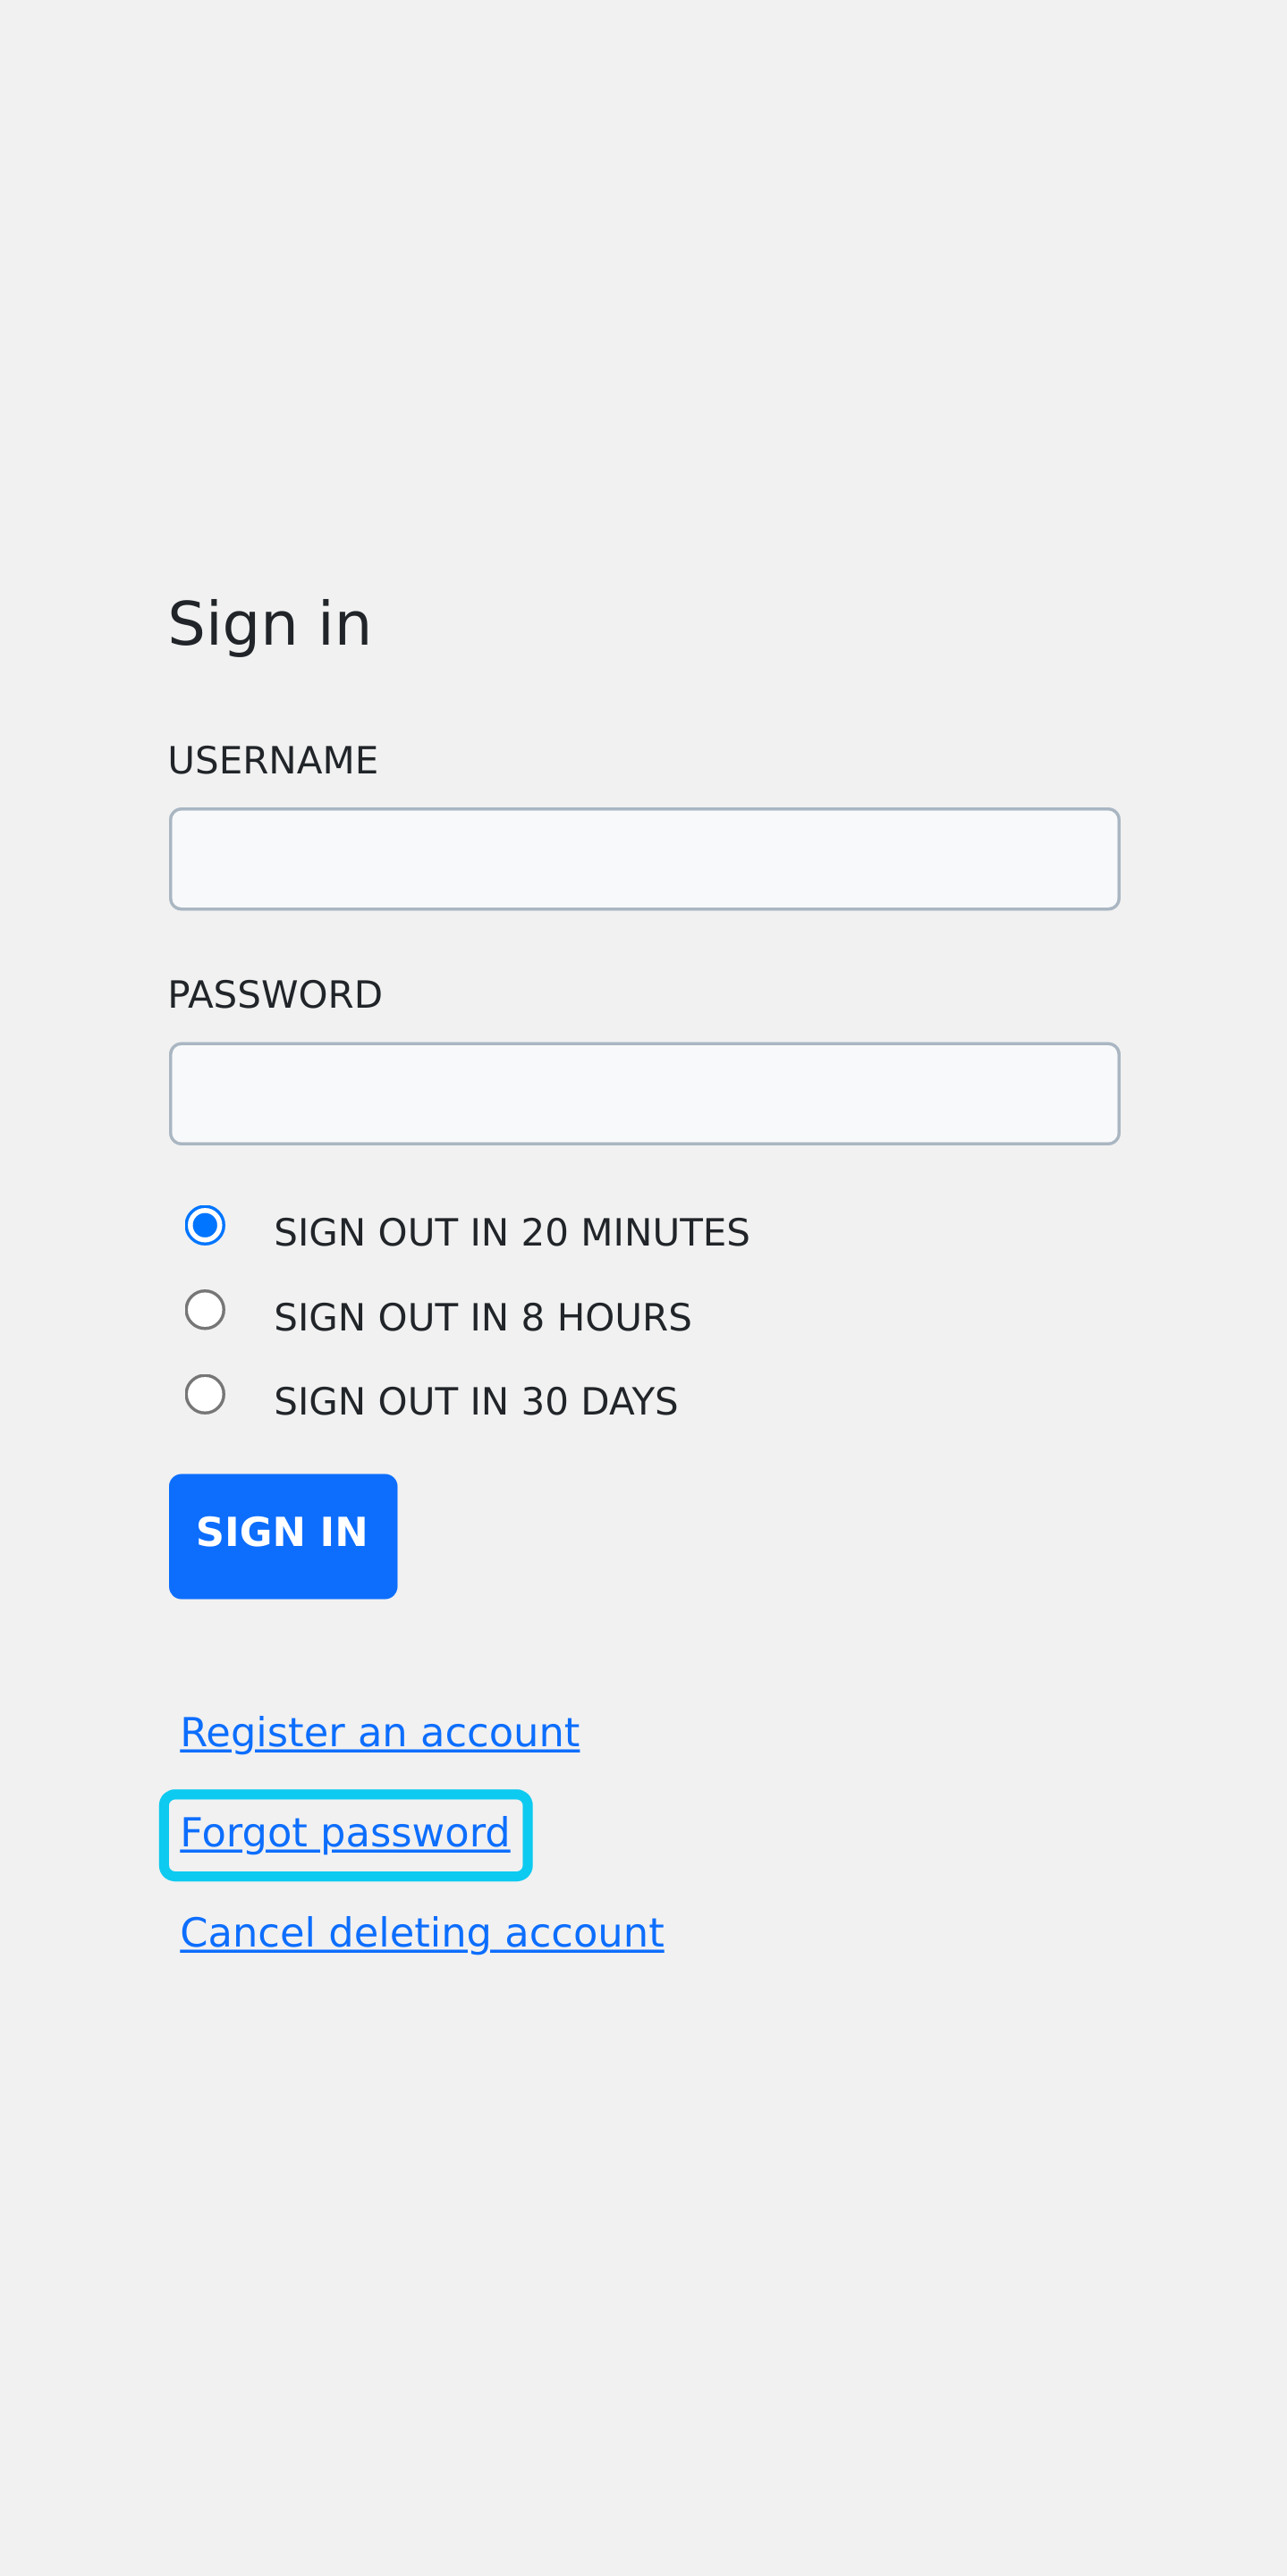 Sign in
USERNAME
PASSWORD
SIGN OUT IN 20 MINUTES
SIGN OUT IN 8 HOURS
SIGN OUT IN 30 DAYS
SIGN IN
Register an account
Forgot password
Cancel deleting account